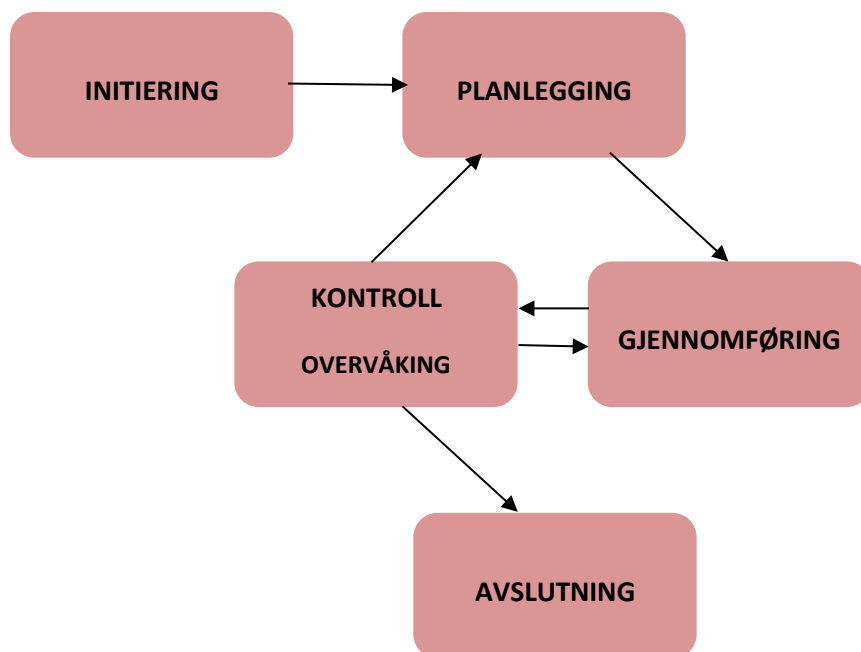 INITIERING
PLANLEGGING
KONTROLL
OVERVÅKING
GJENNOMFØRING
AVSLUTNING